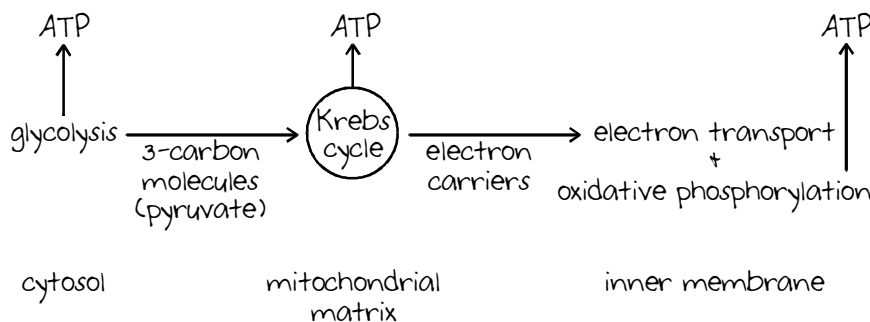 ATP
ATP
ATP
glycolysis
3-carbon
molecules
(pyruvate)
Krebs
cycle
electron
carriers
electron transport
+
oxidative phosphorylation
cytosol
mitochondrial
matrix
inner membrane